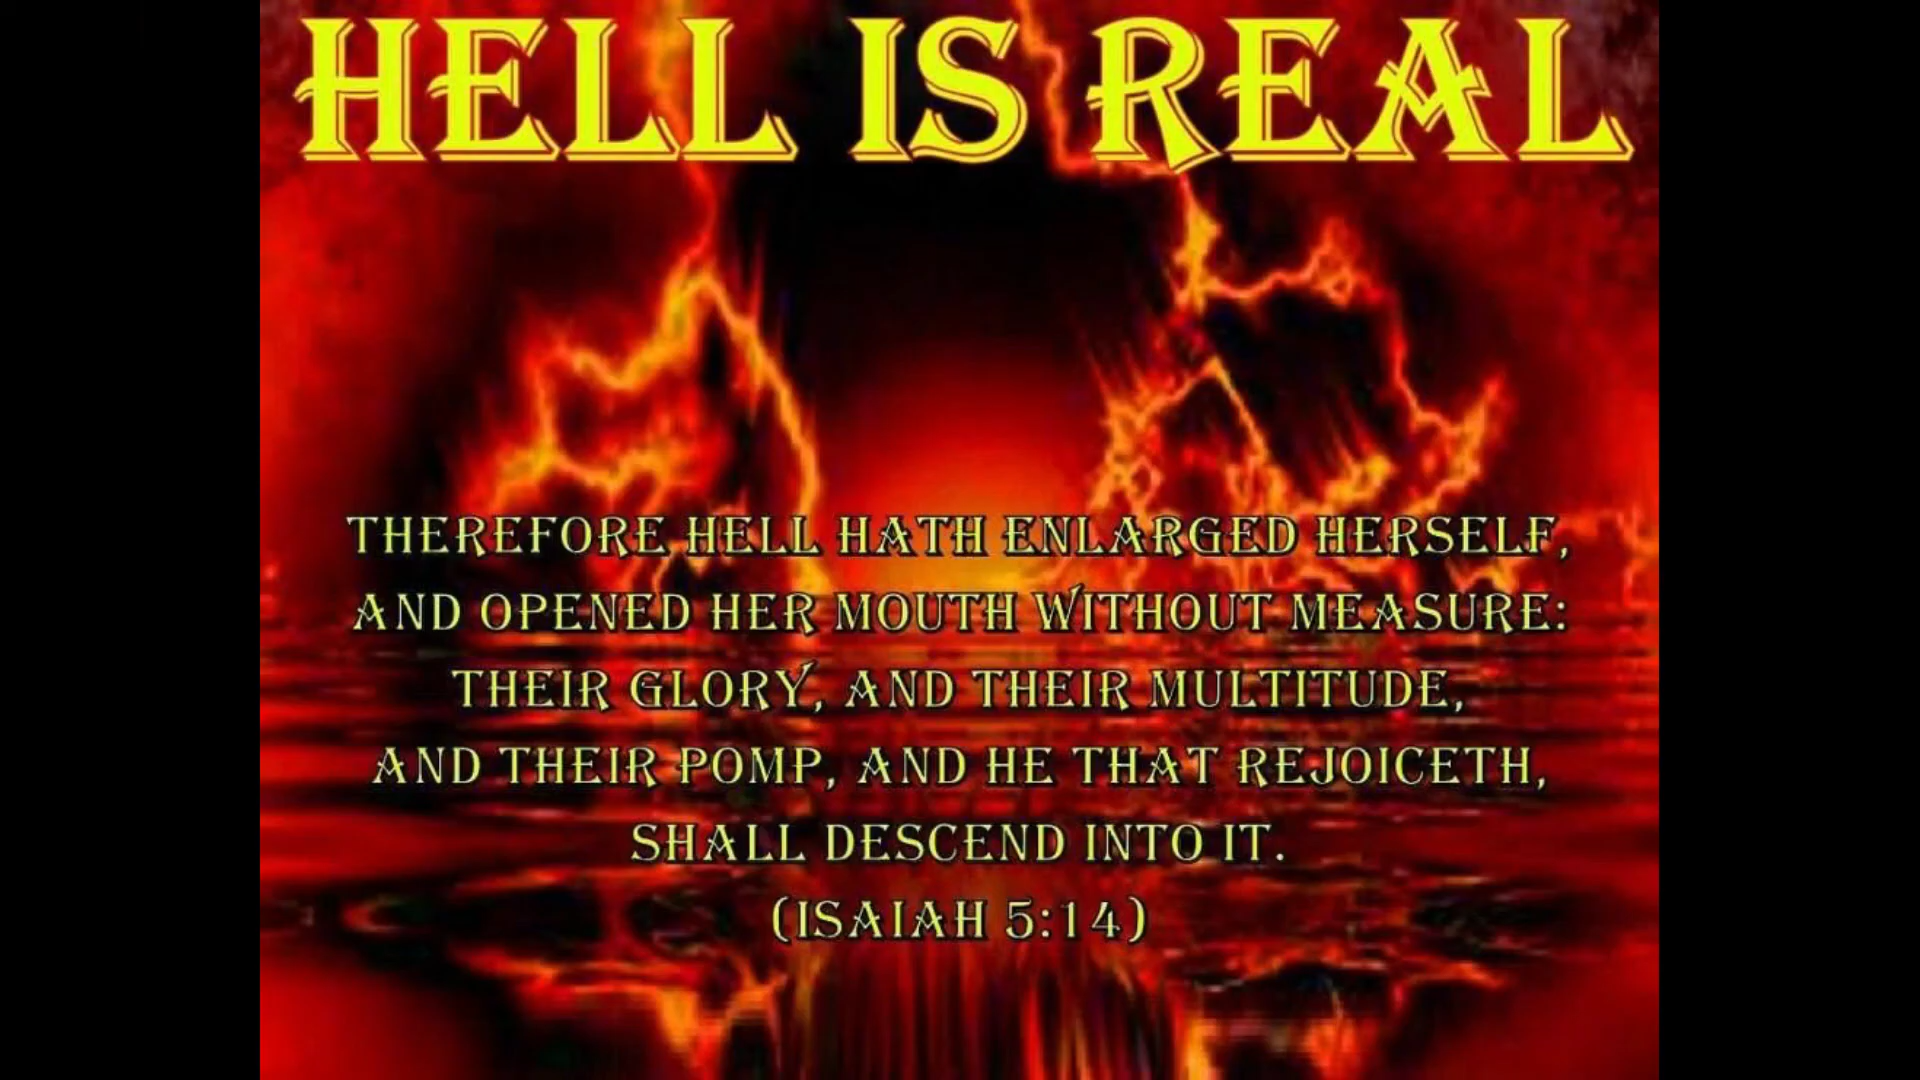 HELL IS REAL
THEREFORE HELL HATH ENLARGED HERSELF,
AND OPENED HER MOUTH WITHOUT MEASURE:
THEIR GLORY, AND THEIR MULTITUDE,
AND THEIR POMP, AND HE THAT REJOICETH,
SHALL DESCEND INTO IT.
(ISAIAH 5:14)